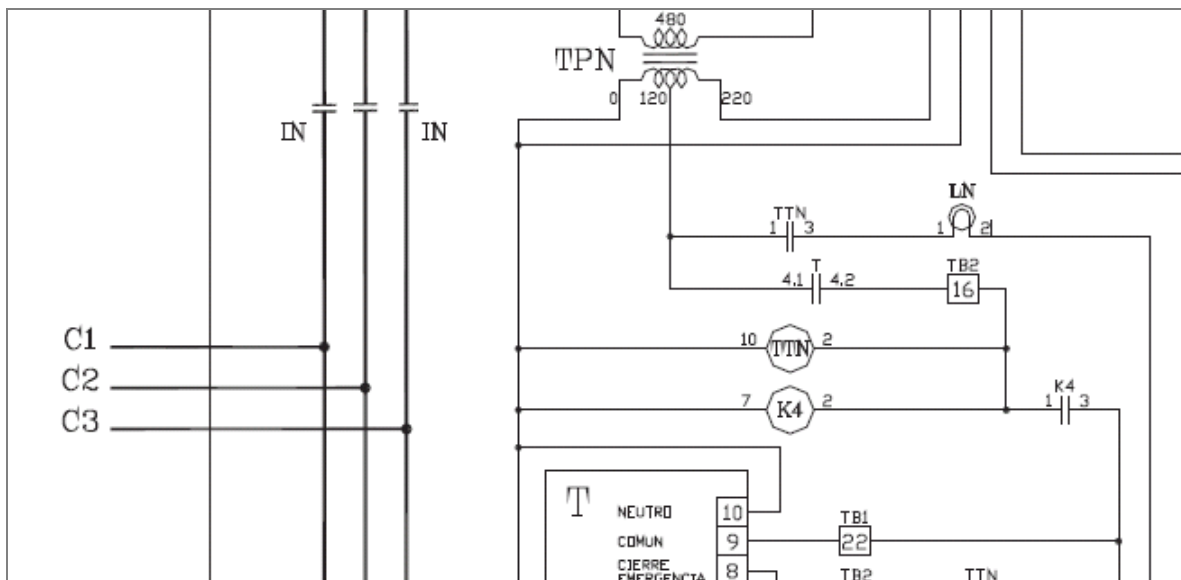 480
TPN
0 120 220
IN IN
LN
TTN
1 3 1 2
T TB2
4.1 4.2 16
C1
10 TTN 2
C2
K4
7 K4 2 1 3
C3
T NEUTRO 10
TB1
COMUN 9 22
CIERRE
EMERGENCIA 8
TB2 TTN